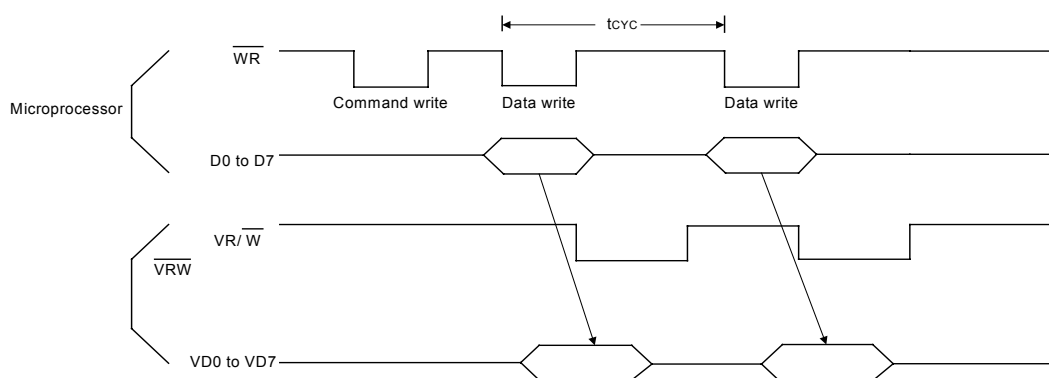 tCYC
WR
Command write
Data write
Data write
Microprocessor
D0 to D7
VR/ W
VRW
VD0 to VD7